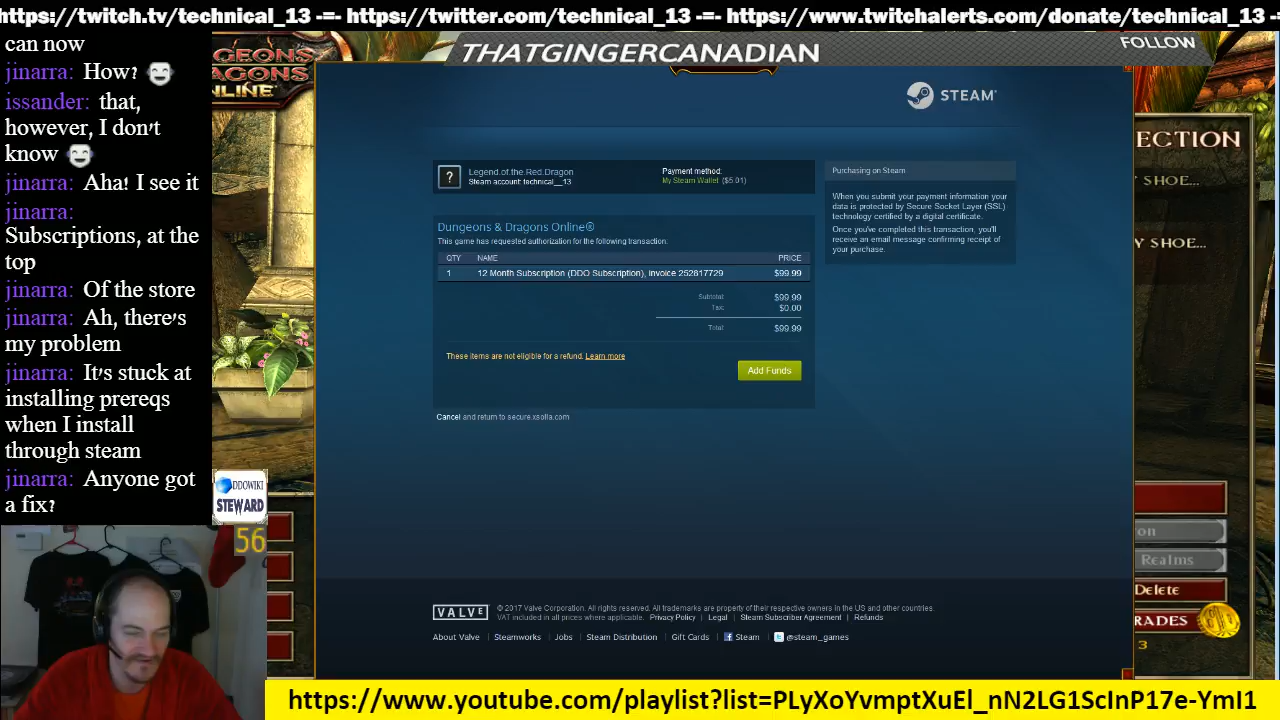 https://twitch.tv/technical_13 -=- https://twitter.com/technical_13 -=- https://www.twitchalerts.com/donate/technical_13 -=-
can now
jinarra: How?
issander: that,
however, I don't
know
jinarra: Aha! I see it
jinarra:
Subscriptions, at the
top
jinarra: Of the store
jinarra: Ah, there's
my problem
jinarra: It's stuck at
installing prereqs
when I install
through steam
jinarra: Anyone got
a fix?
THATGINGERCANADIAN
FOLLOW
STEAM
Legend.of.the.Red.Dragon
Steam account: technical__13
Payment method:
My Steam Wallet ($5.01)
Purchasing on Steam
When you submit your payment information your
data is protected by Secure Socket Layer (SSL)
technology certified by a digital certificate.
Once you've completed this transaction, you'll
receive an email message confirming receipt of
your purchase.
Dungeons & Dragons Online®
This game has requested authorization for the following transaction:
QTY NAME PRICE
1 12 Month Subscription (DDO Subscription), Invoice 252817729 $99.99
Subtotal: $99.99
Tax: $0.00
Total: $99.99
These items are not eligible for a refund. Learn more
Add Funds
Cancel and return to secure.xsolla.com
ECTION
Y SHOE...
Y SHOE...
on
Realms
Delete
RADES
3
DDOWIKI
STEWARD
56
VALVE
© 2017 Valve Corporation. All rights reserved. All trademarks are property of their respective owners in the US and other countries.
VAT included in all prices where applicable. Privacy Policy | Legal | Steam Subscriber Agreement | Refunds
About Valve | Steamworks | Jobs | Steam Distribution | Gift Cards | Steam | @steam_games
https://www.youtube.com/playlist?list=PLyXoYvmptXuEl_nN2LG1ScInP17e-YmI1